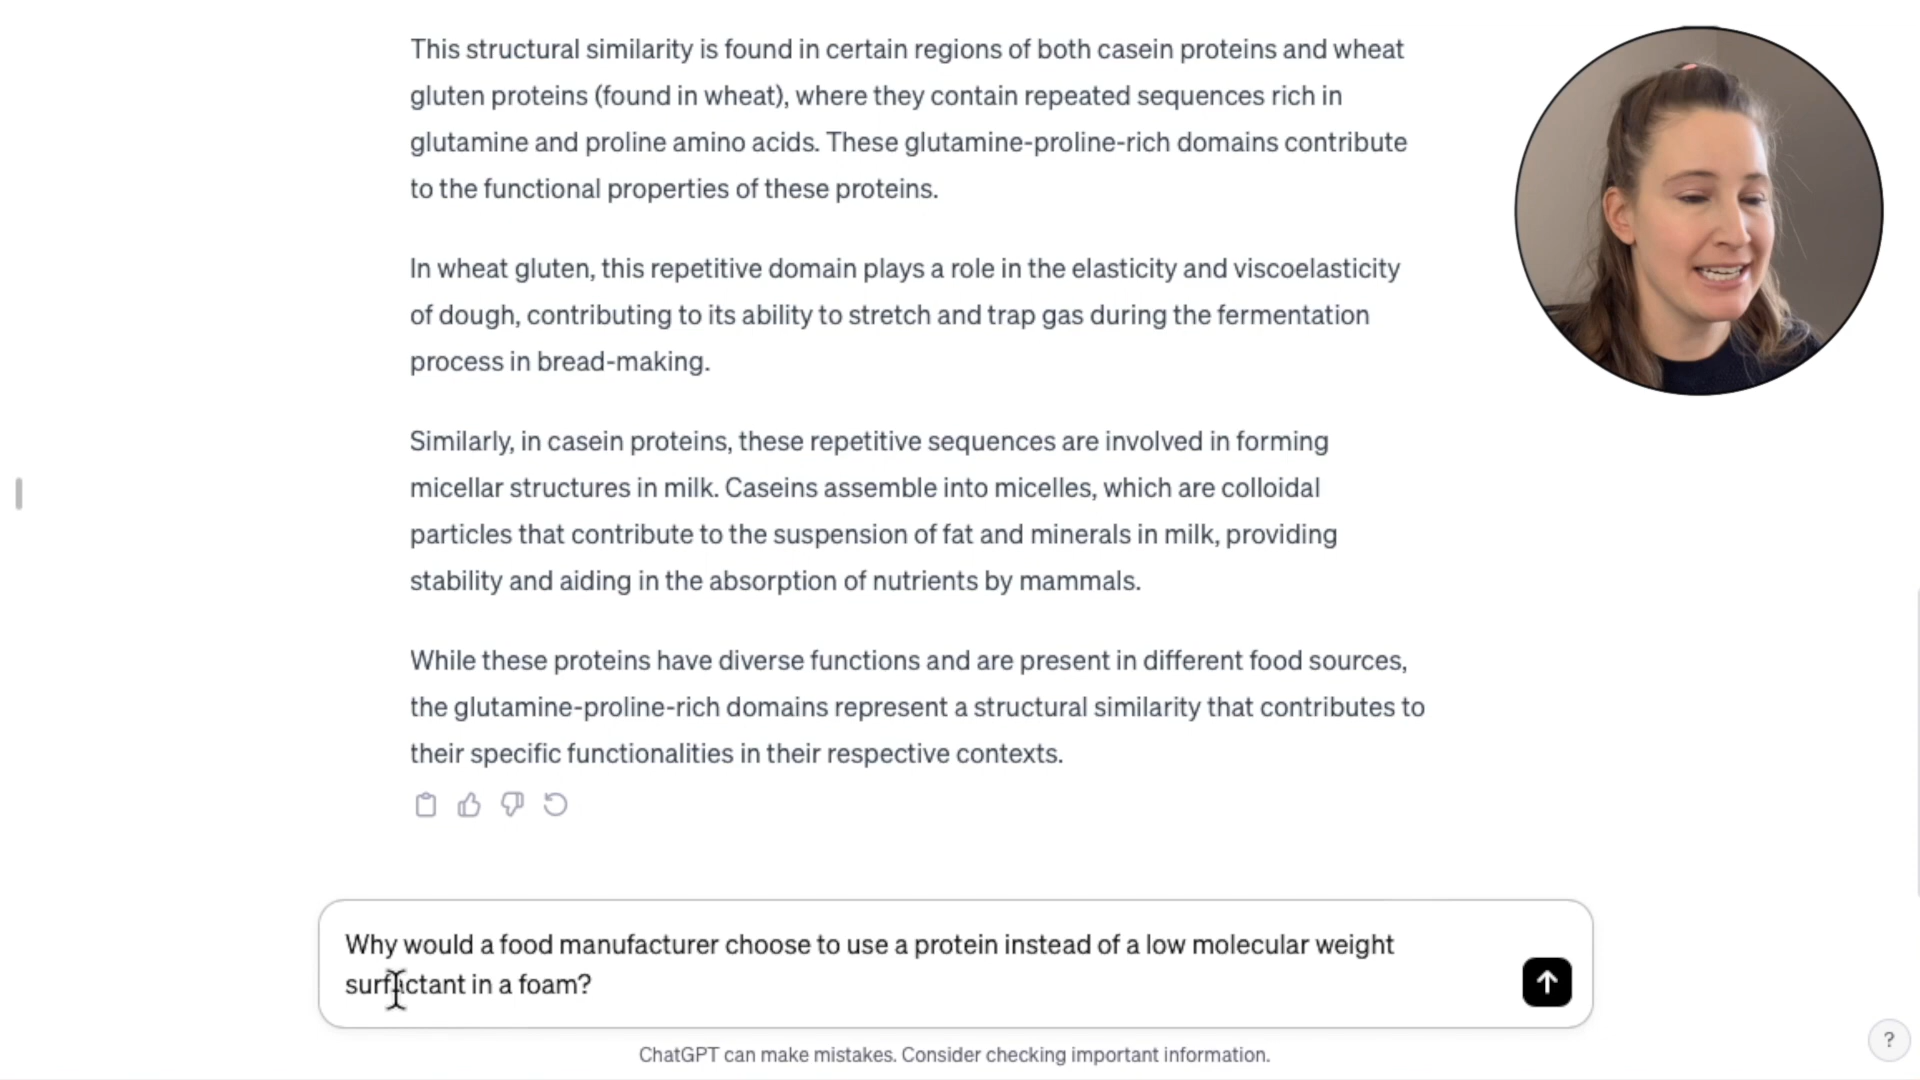 This structural similarity is found in certain regions of both casein proteins and wheat
gluten proteins (found in wheat), where they contain repeated sequences rich in
glutamine and proline amino acids. These glutamine-proline-rich domains contribute
to the functional properties of these proteins.
In wheat gluten, this repetitive domain plays a role in the elasticity and viscoelasticity
of dough, contributing to its ability to stretch and trap gas during the fermentation
process in bread-making.
Similarly, in casein proteins, these repetitive sequences are involved in forming
micellar structures in milk. Caseins assemble into micelles, which are colloidal
particles that contribute to the suspension of fat and minerals in milk, providing
stability and aiding in the absorption of nutrients by mammals.
While these proteins have diverse functions and are present in different food sources,
the glutamine-proline-rich domains represent a structural similarity that contributes to
their specific functionalities in their respective contexts.
Why would a food manufacturer choose to use a protein instead of a low molecular weight
surfactant in a foam?
ChatGPT can make mistakes. Consider checking important information.
?